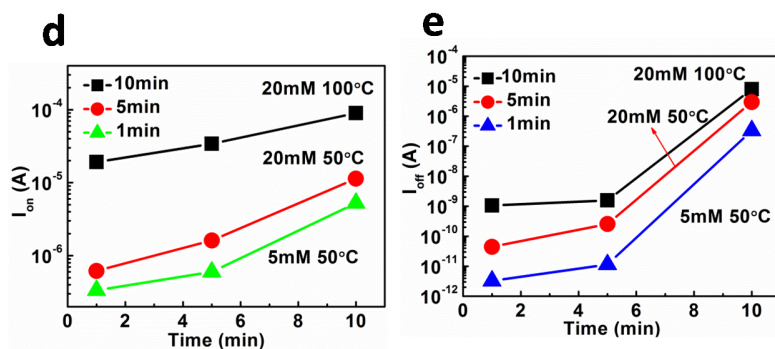 d
10min
5min
1min
20mM 100°C
20mM 50°C
5mM 50°C
10⁻⁴
10⁻⁵
10⁻⁶
I_on (A)
0 2 4 6 8 10
Time (min)
e
10min
5min
1min
20mM 100°C
20mM 50°C
5mM 50°C
10⁻⁴
10⁻⁵
10⁻⁶
10⁻⁷
10⁻⁸
10⁻⁹
10⁻¹⁰
10⁻¹¹
10⁻¹²
I_off (A)
0 2 4 6 8 10
Time (min)